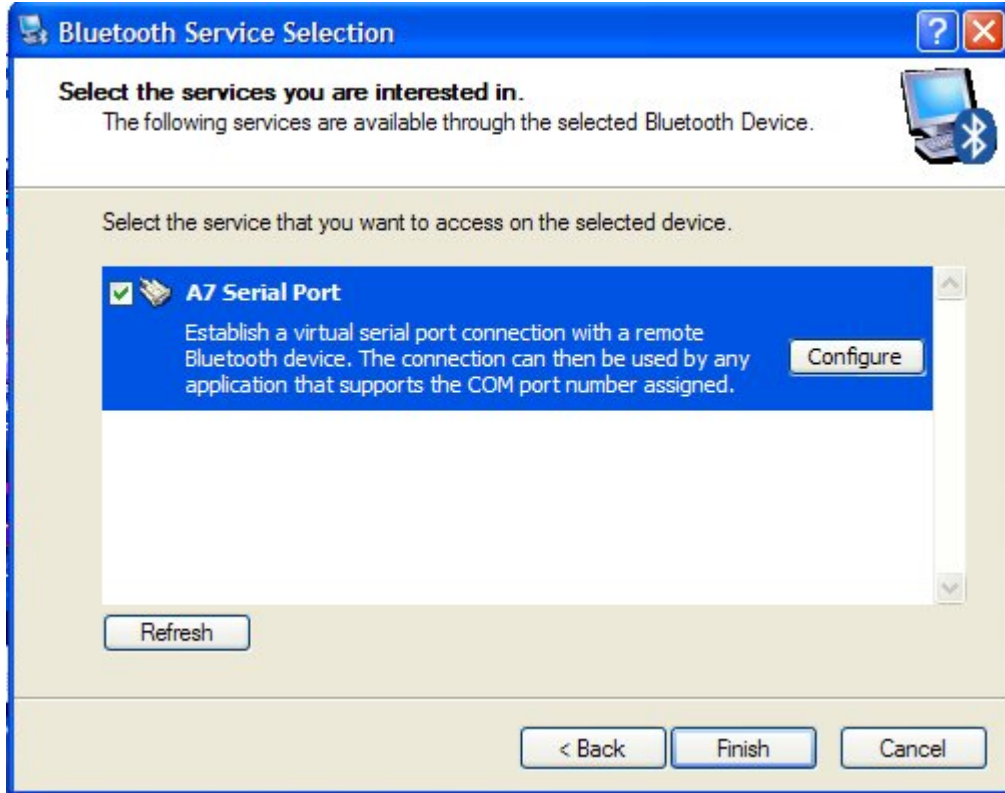 Bluetooth Service Selection
Select the services you are interested in.
The following services are available through the selected Bluetooth Device.
Select the service that you want to access on the selected device.
A7 Serial Port
Establish a virtual serial port connection with a remote
Bluetooth device. The connection can then be used by any
application that supports the COM port number assigned.
Configure
Refresh
< Back
Finish
Cancel